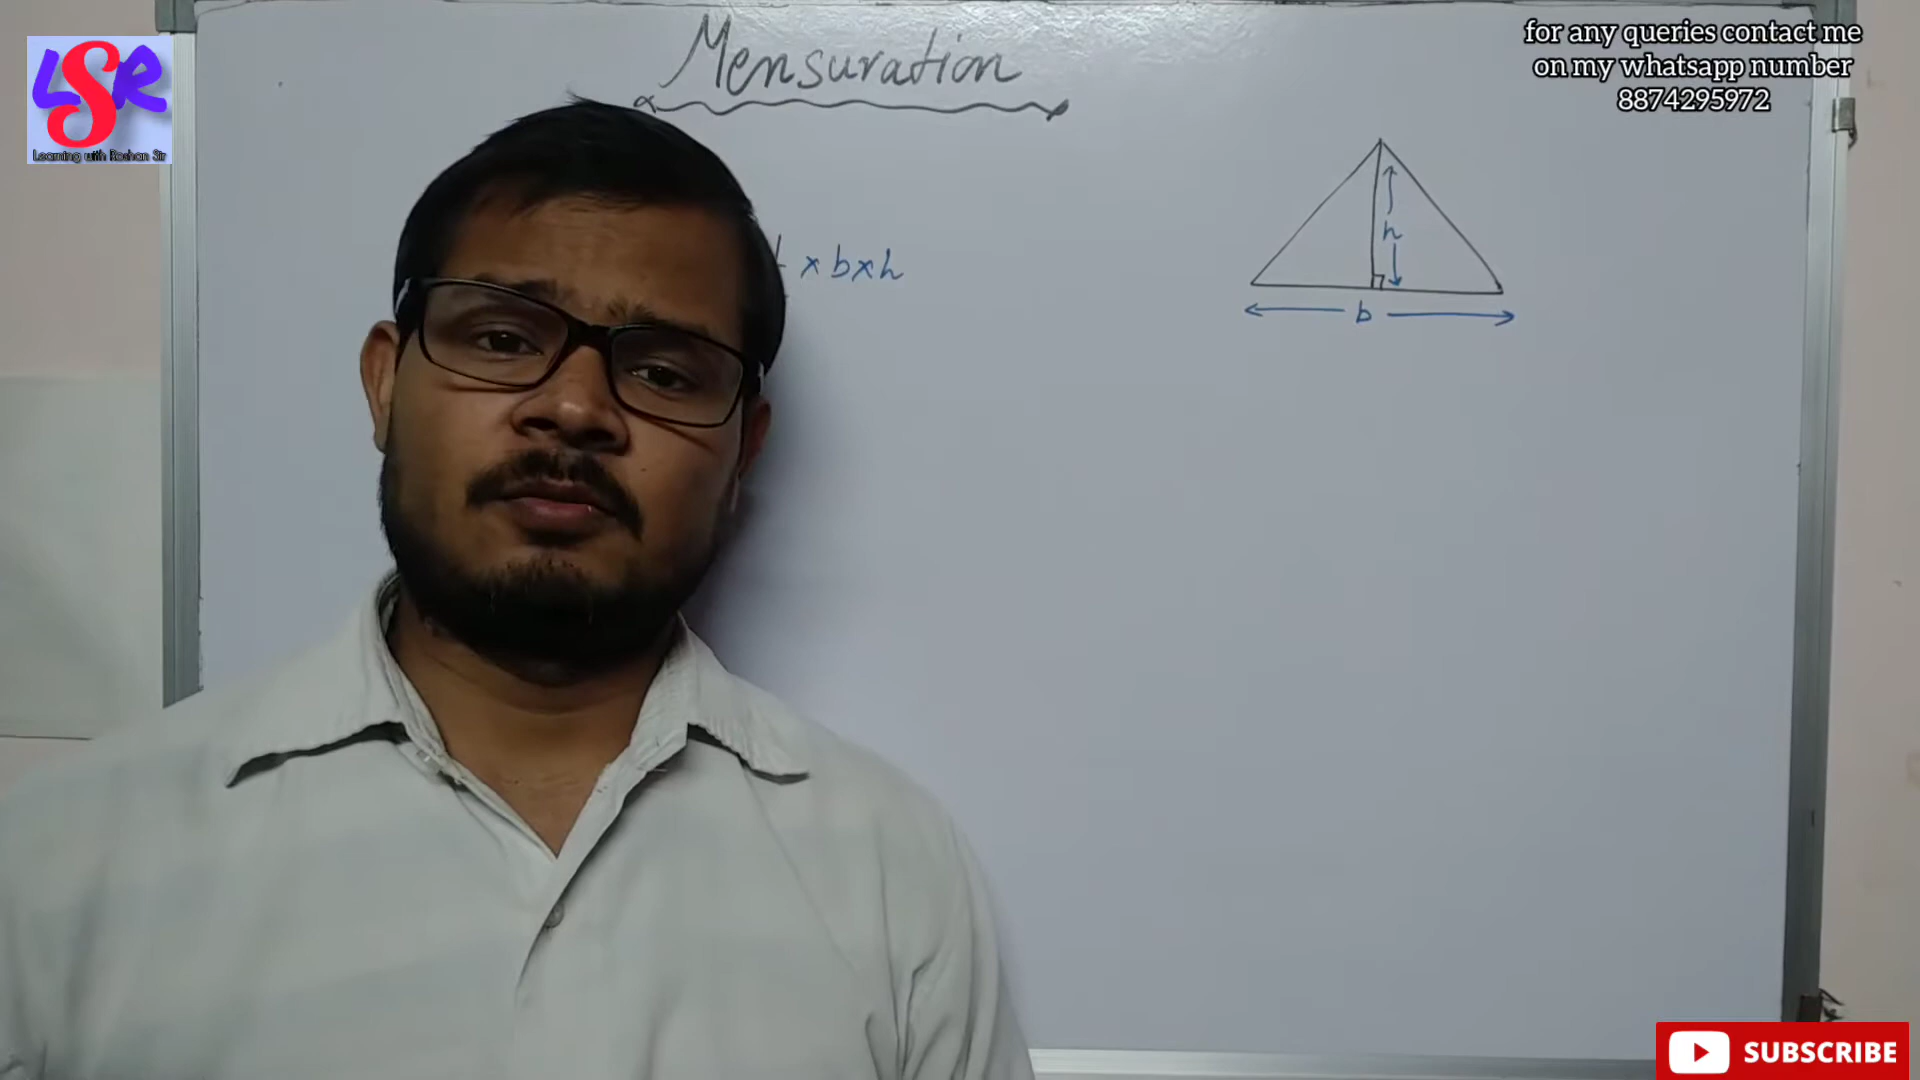 Mensuration
for any queries contact me
on my whatsapp number
8874295972
LSR
Learning with Roshan Sir
× b×h
h
b
SUBSCRIBE